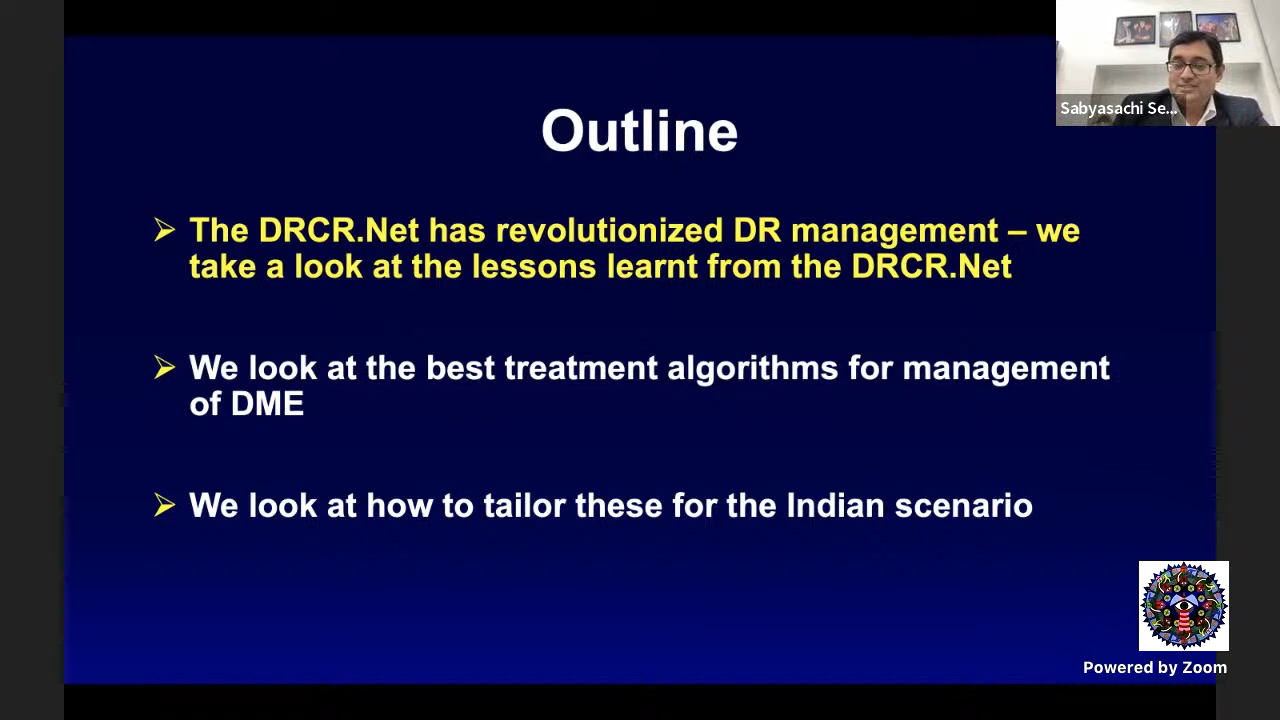 Outline
Sabyasachi Se...
➢ The DRCR.Net has revolutionized DR management – we
take a look at the lessons learnt from the DRCR.Net
➢ We look at the best treatment algorithms for management
of DME
➢ We look at how to tailor these for the Indian scenario
Powered by Zoom